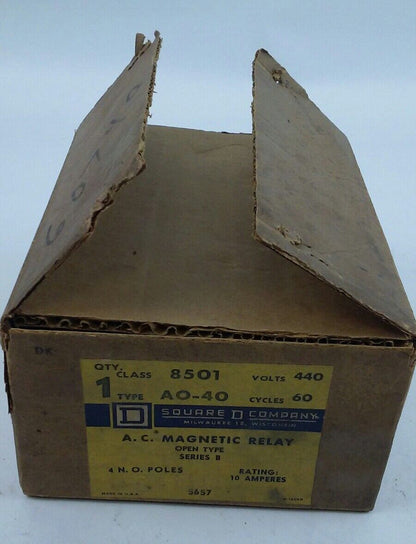 DK
QTY. CLASS 8501 VOLTS 440
1 TYPE AO-40 CYCLES 60
D SQUARE D COMPANY
MILWAUKEE 12, WISCONSIN
A.C. MAGNETIC RELAY
OPEN TYPE
SERIES B
4 N.O. POLES RATING:
10 AMPERES
MADE IN U.S.A. 5657